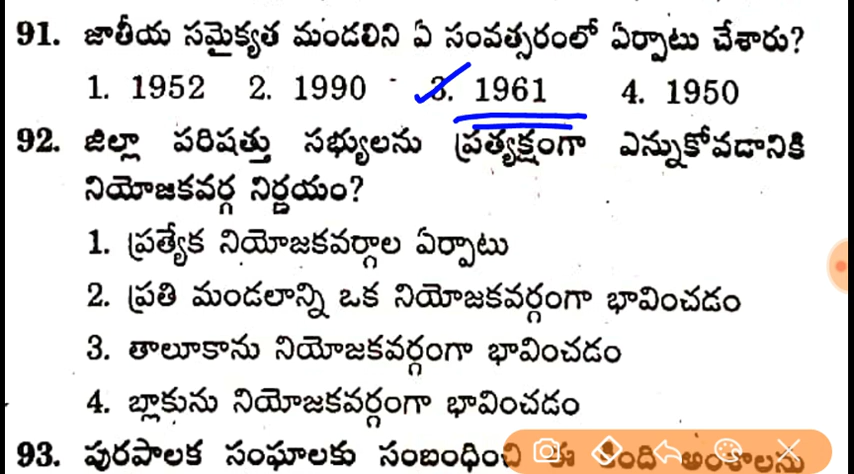 91. జాతీయ సమైక్యత మండలిని ఏ సంవత్సరంలో ఏర్పాటు చేశారు?
1. 1952 2. 1990 3. 1961 4. 1950
92. జిల్లా పరిషత్తు సభ్యులను ప్రత్యక్షంగా ఎన్నుకోవడానికి
నియోజకవర్గ నిర్ణయం?
1. ప్రత్యేక నియోజకవర్గాల ఏర్పాటు
2. ప్రతి మండలాన్ని ఒక నియోజకవర్గంగా భావించడం
3. తాలూకాను నియోజకవర్గంగా భావించడం
4. బ్లాకును నియోజకవర్గంగా భావించడం
93. పురపాలక సంఘాలకు సంబంధించి ఈ